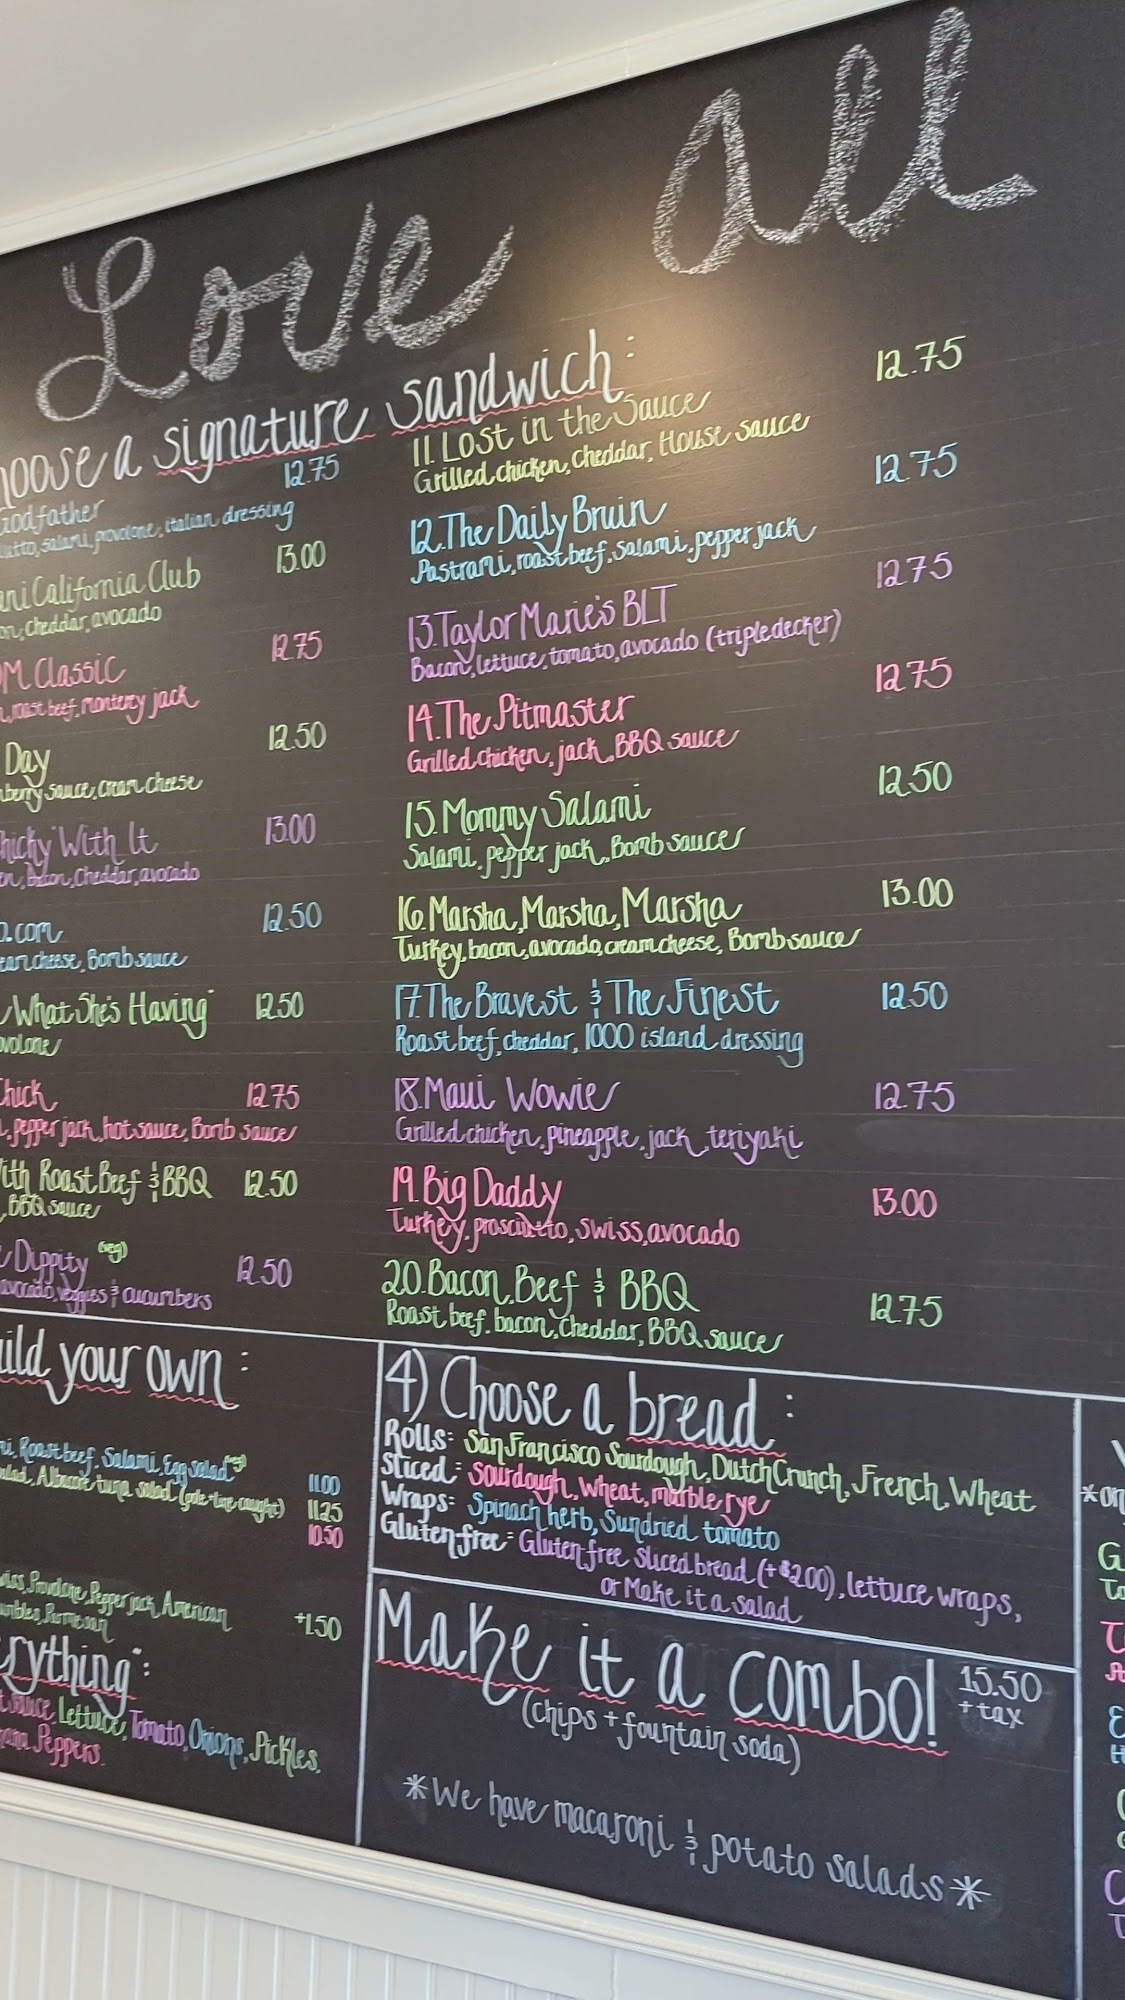 Love all
a signature sandwich:
12.75
salami, provolone, italian dressing
California Club 13.00
cheddar, avocado
Classic 12.75
roast beef, monterey jack
Day 12.50
sauce, cream cheese
With It 13.00
bacon, cheddar, avocado
12.50
cheese, Bomb sauce
What She's Having" 12.50
12.75
pepper jack, hot sauce, Bomb sauce
Roast Beef & BBQ 12.50
BBQ sauce
Dippity (veg) 12.50
avocado, veggies & cucumbers
11. Lost in the Sauce 12.75
Grilled chicken, cheddar, House sauce
12. The Daily Bruin 12.75
Pastrami, roast beef, salami, pepper jack
13. Taylor Marie's BLT 12.75
Bacon, lettuce, tomato, avocado (tripledecker)
14. The Pitmaster 12.75
Grilled chicken, jack, BBQ sauce
15. Mommy Salami 12.50
Salami, pepper jack, Bomb sauce
16. Marsha, Marsha, Marsha 13.00
Turkey, bacon, avocado, cream cheese, Bomb sauce
17. The Bravest & The Finest 12.50
Roast beef, cheddar, 1000 island dressing
18. Maui Wowie 12.75
Grilled chicken, pineapple, jack, teriyaki
19. Big Daddy 13.00
Turkey, prosciutto, swiss, avocado
20. Bacon, Beef & BBQ 12.75
Roast beef, bacon, cheddar, BBQ sauce
your own:
Roast beef, Salami, Egg salad (veg) 11.00
Albacore tuna salad (pole + line caught) 11.25
10.50
Provolone, Pepper jack, American +1.50
Parmesan
":
sauce, Lettuce, Tomato, Onions, Pickles,
Peppers.
4) Choose a bread:
Rolls: San Francisco Sourdough, Dutch Crunch, French, Wheat
Sliced: Sourdough, wheat, marble rye
Wraps: Spinach herb, Sundried tomato
Gluten free: Gluten free sliced bread (+$2.00), lettuce wraps,
or Make it a salad
Make it a combo! 15.50
+ tax
(chips + fountain soda)
*We have macaroni & potato salads*